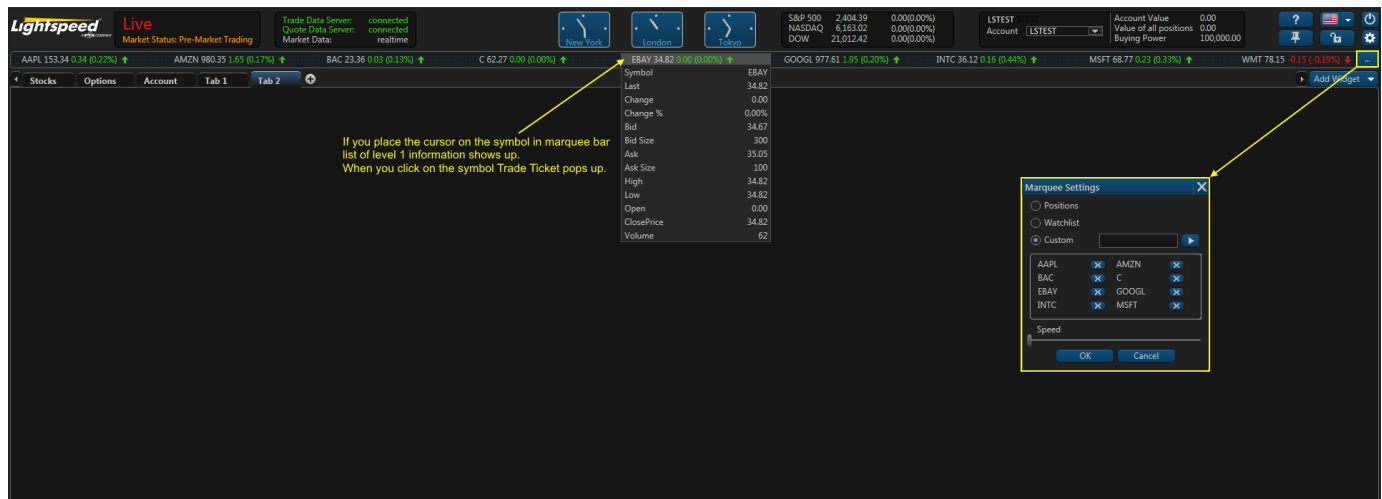 Lightspeed
Live
Market Status: Pre-Market Trading
Trade Data Server: connected
Quote Data Server: connected
Market Data: realtime
New York
London
Tokyo
S&P 500 2,404.39 0.00(0.00%)
NASDAQ 6,163.02 0.00(0.00%)
DOW 21,012.42 0.00(0.00%)
LSTEST
Account LSTEST
Account Value 0.00
Value of all positions 0.00
Buying Power 100,000.00
?
AAPL 153.34 0.34 (0.22%) AMZN 980.35 1.65 (0.17%) BAC 23.36 0.03 (0.13%) C 62.27 0.00 (0.00%) EBAY 34.82 0.00 (0.00%) GOOGL 977.61 1.95 (0.20%) INTC 36.12 0.16 (0.44%) MSFT 68.77 0.23 (0.33%) WMT 78.15 -0.15 (-0.19%) ...
Stocks Options Account Tab 1 Tab 2 Add Widget
Symbol EBAY
Last 34.82
Change 0.00
Change % 0.00%
Bid 34.67
Bid Size 300
Ask 35.05
Ask Size 100
High 34.82
Low 34.82
Open 0.00
ClosePrice 34.82
Volume 62
If you place the cursor on the symbol in marquee bar
list of level 1 information shows up.
When you click on the symbol Trade Ticket pops up.
Marquee Settings
Positions
Watchlist
Custom
AAPL AMZN
BAC C
EBAY GOOGL
INTC MSFT
Speed
OK Cancel